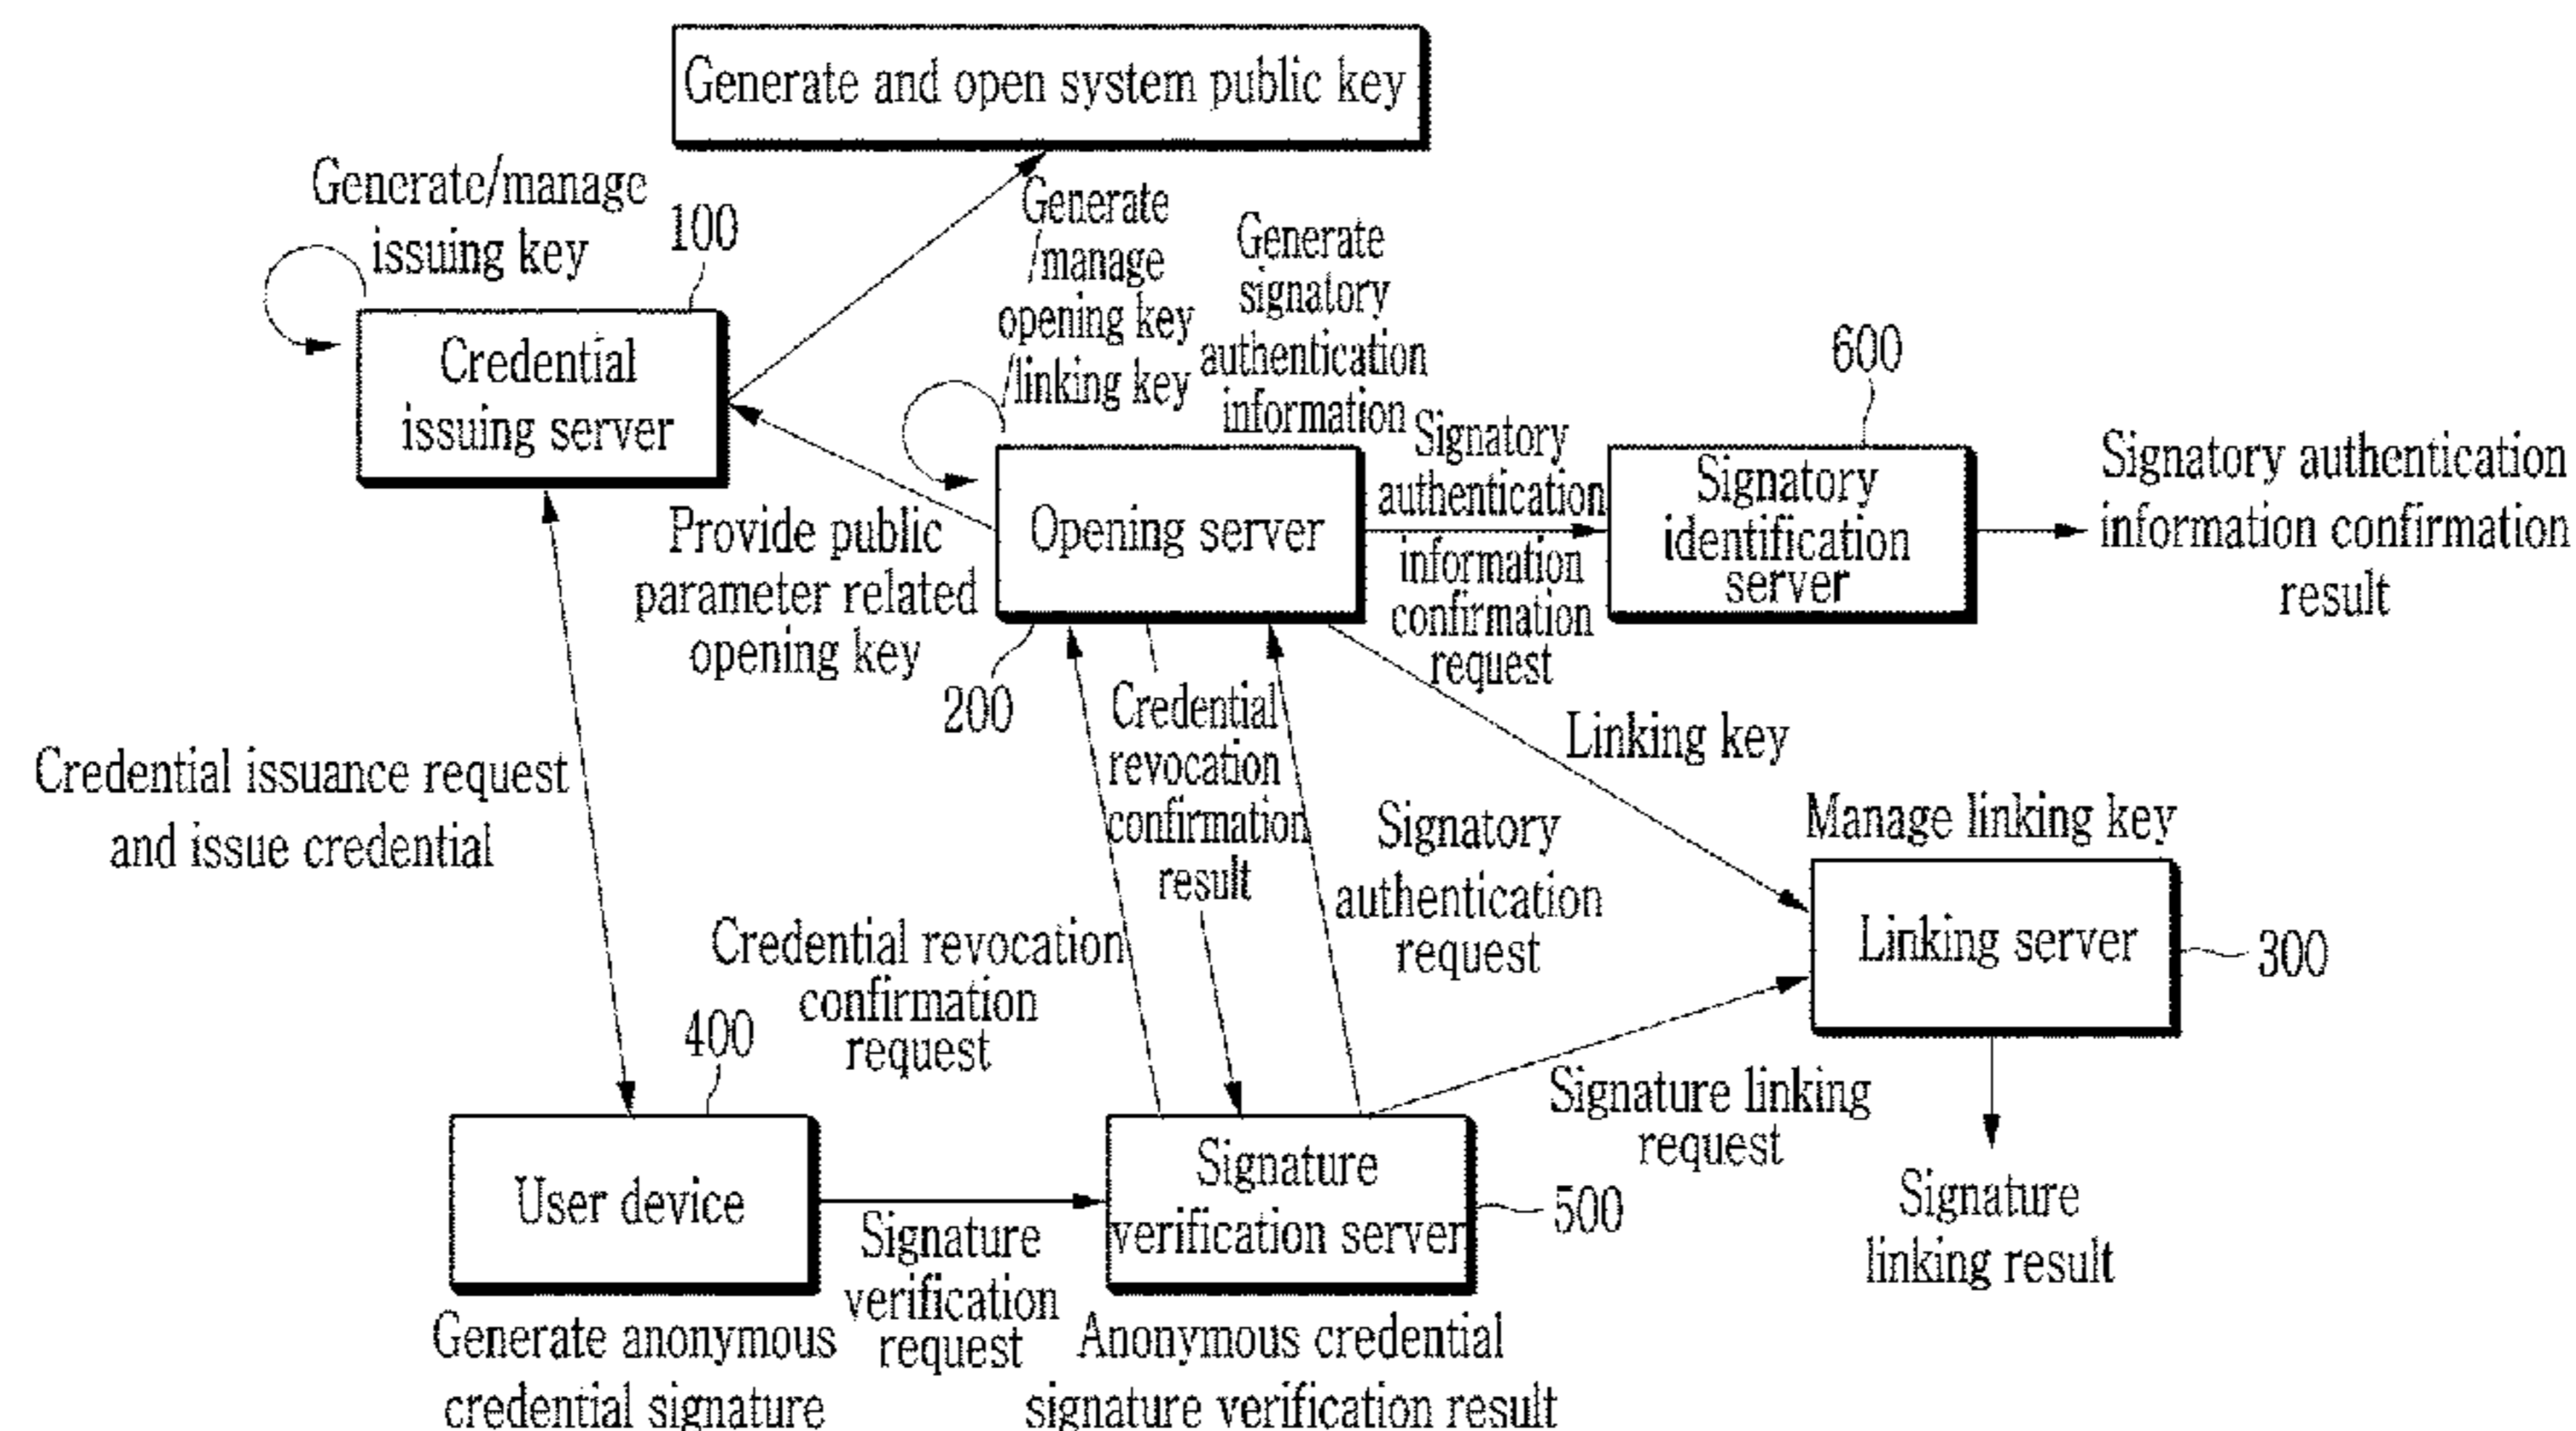 Generate and open system public key
Generate/manage
issuing key
100
Credential
issuing server
Generate
/manage
opening key
/linking key
Generate
signatory
authentication
information
Opening server
200
Provide public
parameter related
opening key
Signatory
authentication
information
confirmation
request
600
Signatory
identification
server
Signatory authentication
information confirmation
result
Credential issuance request
and issue credential
Credential revocation
confirmation
request
Credential
revocation
confirmation
result
Signatory
authentication
request
Linking key
Manage linking key
Linking server
300
Signature linking
request
Signature
linking result
400
User device
Generate anonymous
credential signature
Signature
verification
request
Signature
verification server
500
Anonymous credential
signature verification result